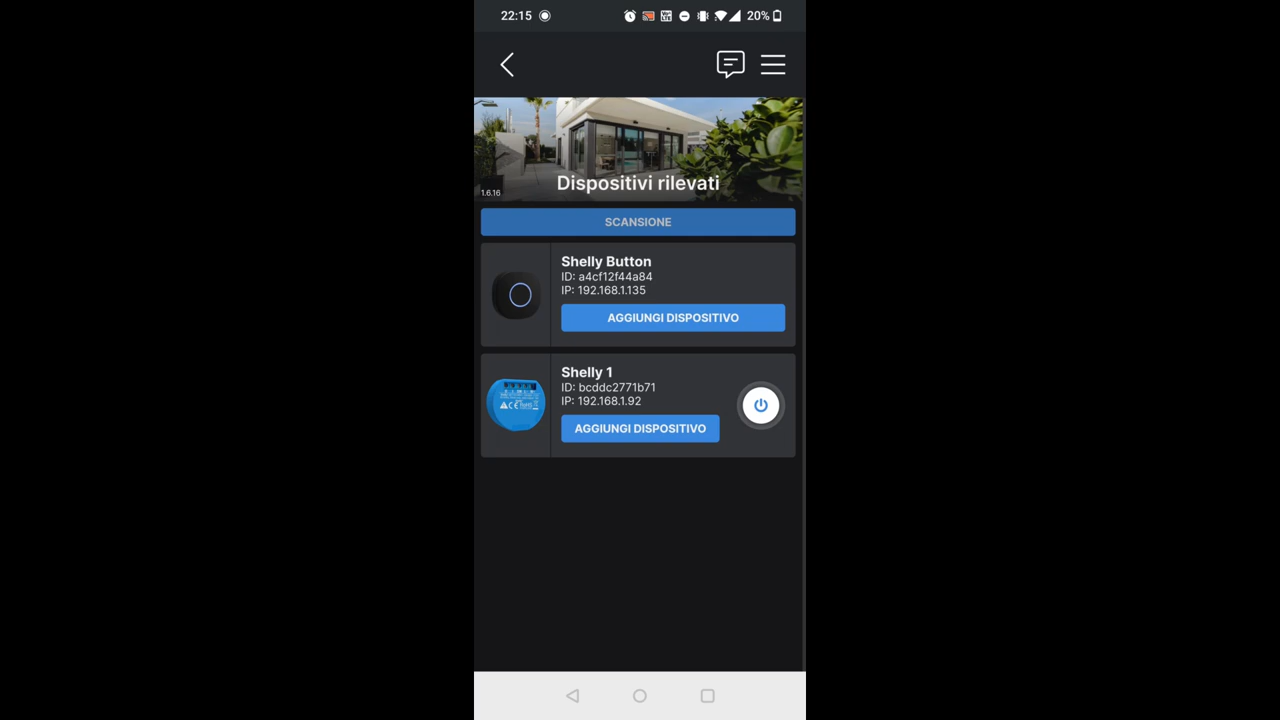 22:15
20%
Dispositivi rilevati
1.6.16
SCANSIONE
Shelly Button
ID: a4cf12f44a84
IP: 192.168.1.135
AGGIUNGI DISPOSITIVO
Shelly 1
ID: bcddc2771b71
IP: 192.168.1.92
AGGIUNGI DISPOSITIVO